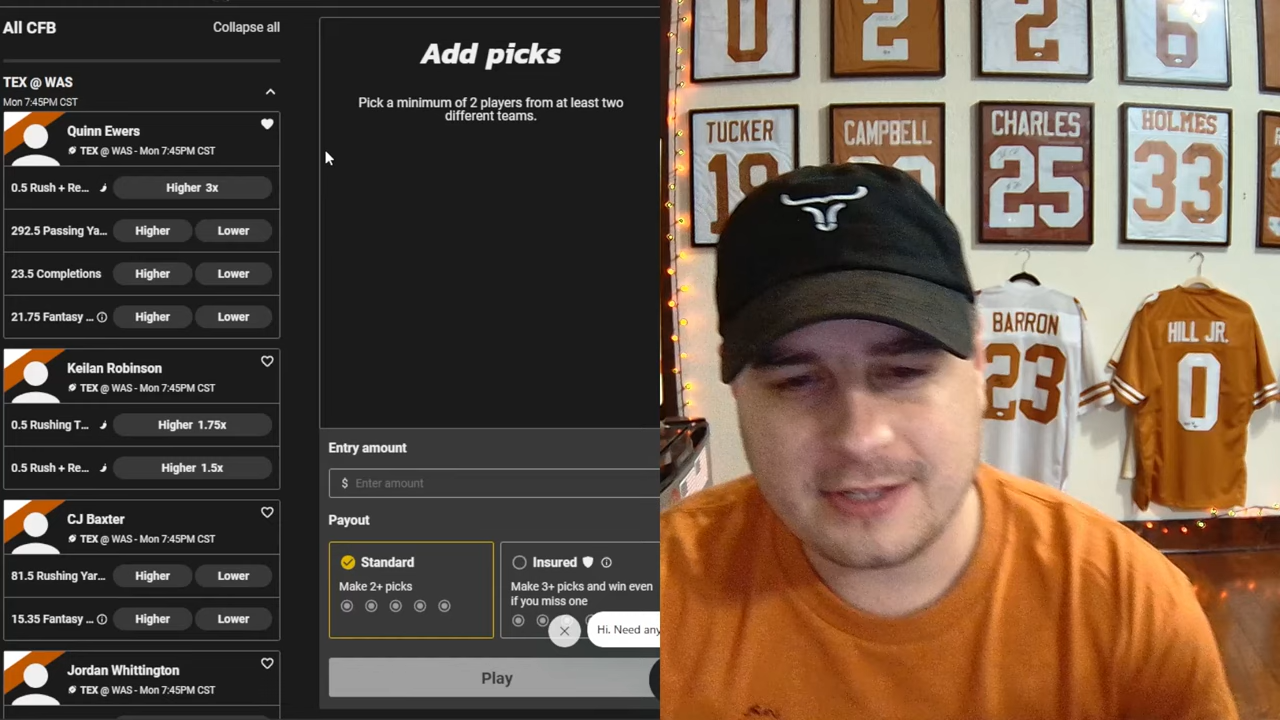 All CFB
Collapse all
TEX @ WAS
Mon 7:45PM CST
Quinn Ewers
TEX @ WAS - Mon 7:45PM CST
0.5 Rush + Re...
Higher 3x
292.5 Passing Ya...
Higher
Lower
23.5 Completions
Higher
Lower
21.75 Fantasy ...
Higher
Lower
Keilan Robinson
TEX @ WAS - Mon 7:45PM CST
0.5 Rushing T...
Higher 1.75x
0.5 Rush + Re...
Higher 1.5x
CJ Baxter
TEX @ WAS - Mon 7:45PM CST
81.5 Rushing Yar...
Higher
Lower
15.35 Fantasy ...
Higher
Lower
Jordan Whittington
TEX @ WAS - Mon 7:45PM CST
Add picks
Pick a minimum of 2 players from at least two
different teams.
Entry amount
$ Enter amount
Payout
Standard
Make 2+ picks
Insured
Make 3+ picks and win even
if you miss one
Hi. Need any
Play
0
2
2
6
TUCKER
19
CAMPBELL
CHARLES
25
HOLMES
33
BARRON
23
HILL JR.
0